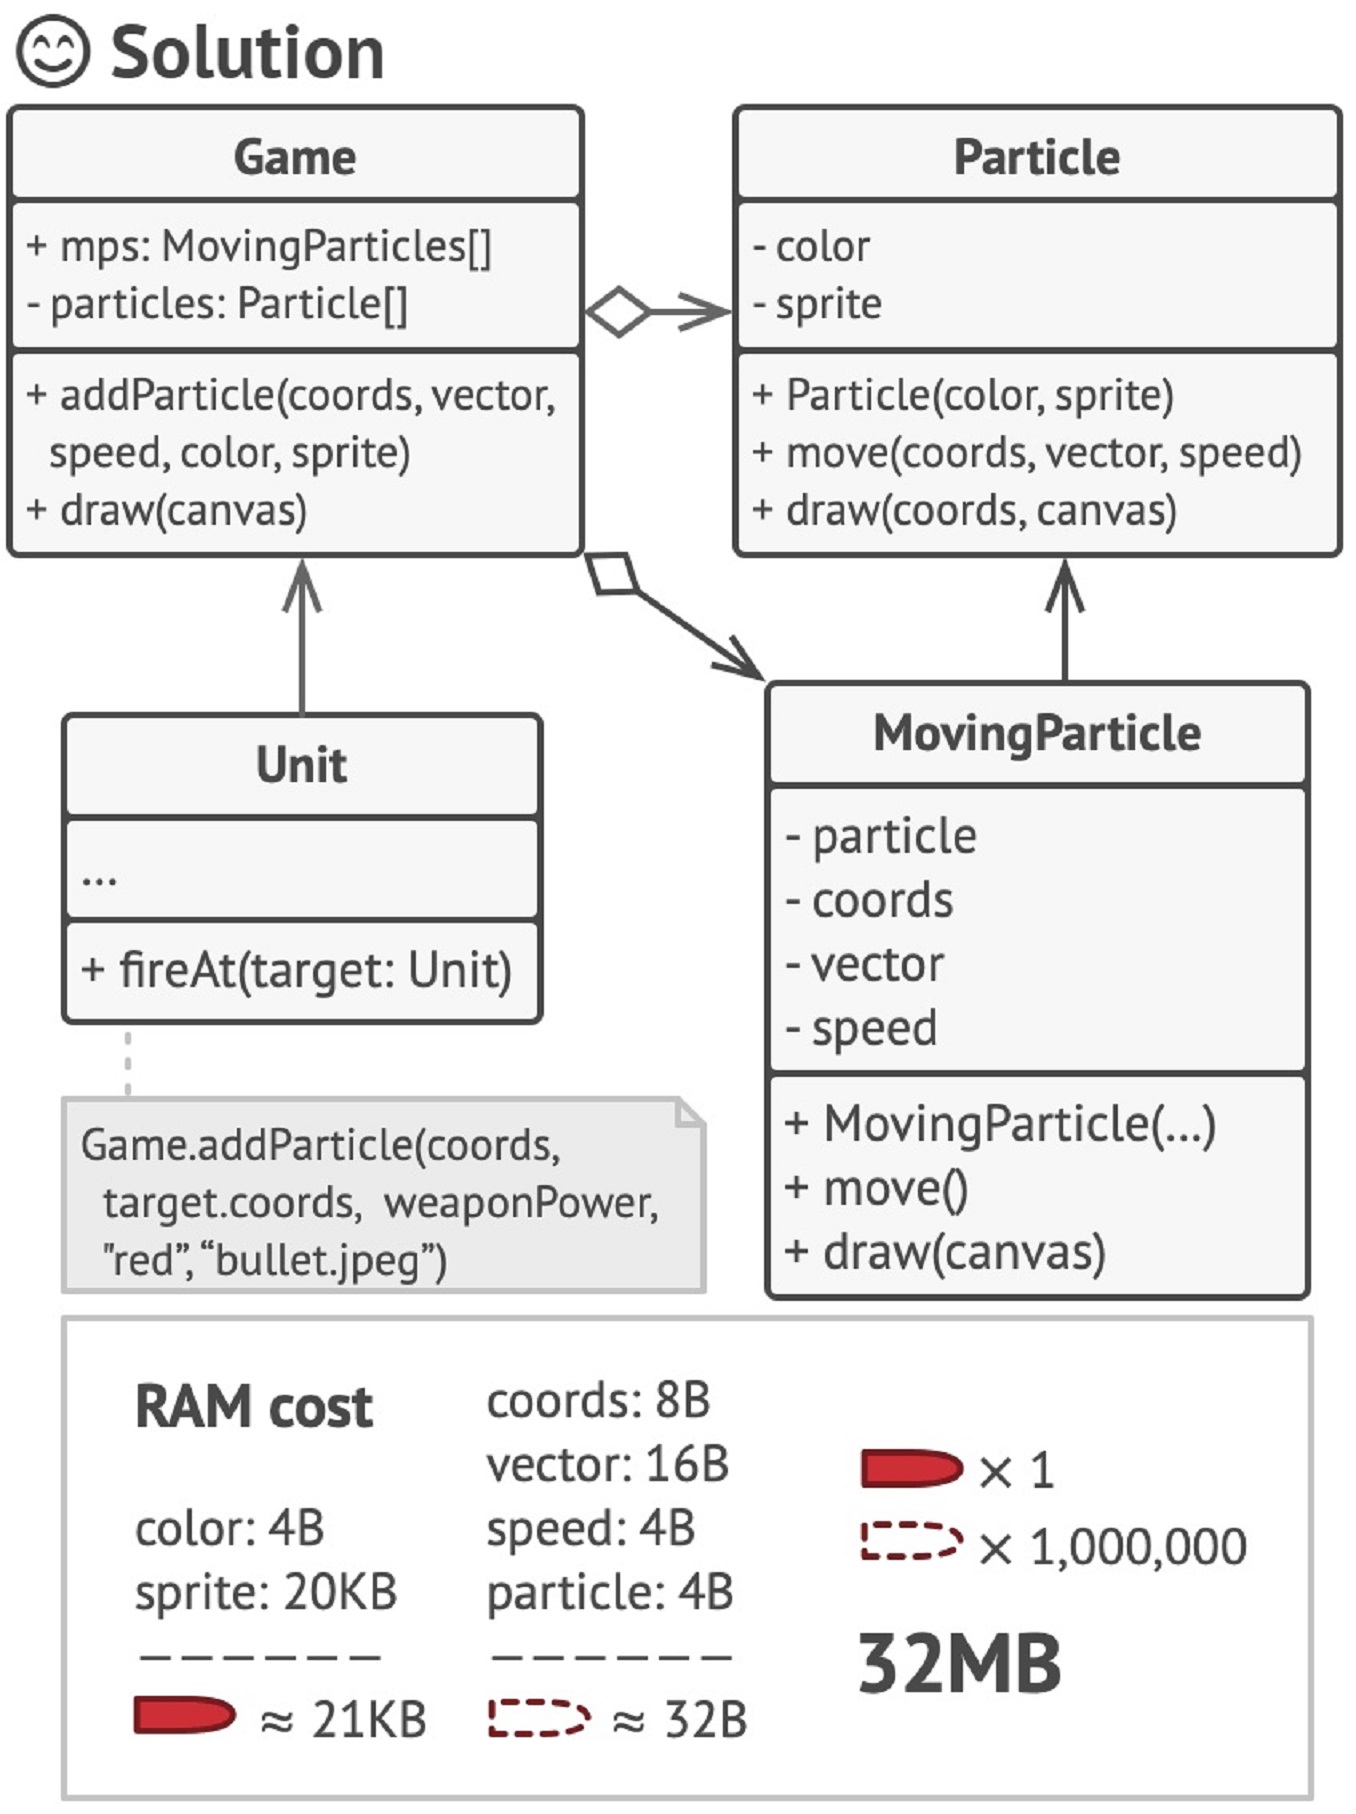 Solution
Game
+ mps: MovingParticles[]
- particles: Particle[]
+ addParticle(coords, vector,
speed, color, sprite)
+ draw(canvas)
Particle
- color
- sprite
+ Particle(color, sprite)
+ move(coords, vector, speed)
+ draw(coords, canvas)
Unit
...
+ fireAt(target: Unit)
Game.addParticle(coords,
target.coords, weaponPower,
"red”,“bullet.jpeg”)
MovingParticle
- particle
- coords
- vector
- speed
+ MovingParticle(...)
+ move()
+ draw(canvas)
RAM cost
color: 4B
sprite: 20KB
≈ 21KB
coords: 8B
vector: 16B
speed: 4B
particle: 4B
≈ 32B
× 1
× 1,000,000
32MB